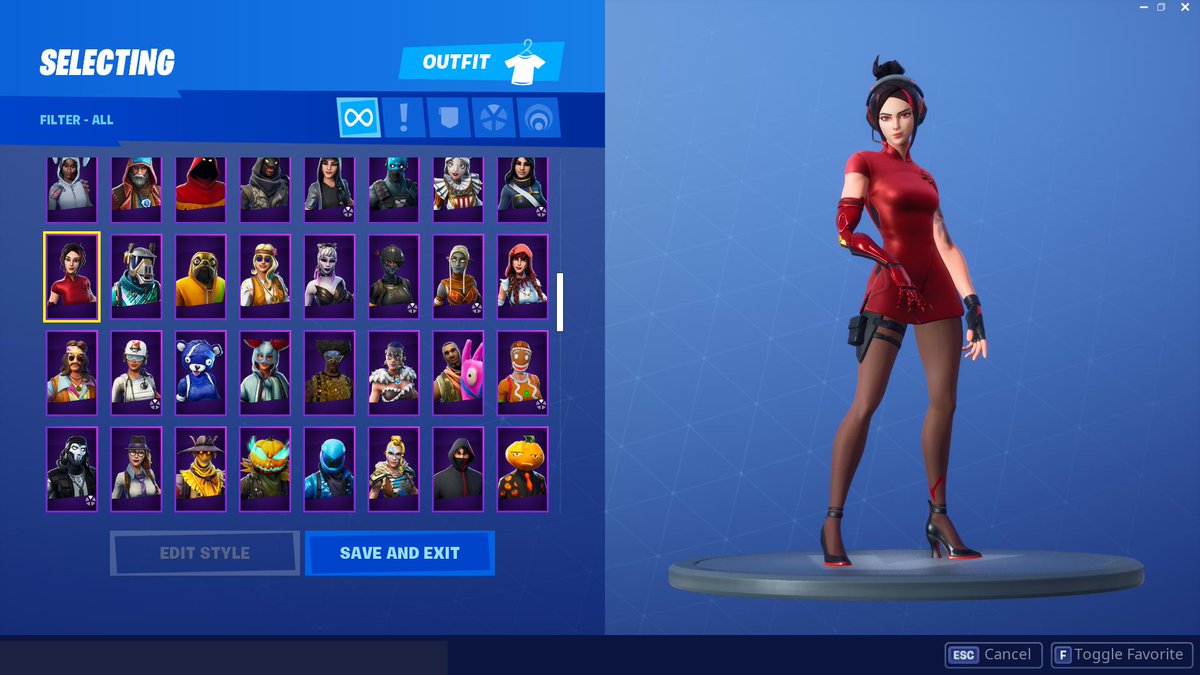 SELECTING
OUTFIT
FILTER - ALL
EDIT STYLE
SAVE AND EXIT
ESC Cancel
F Toggle Favorite